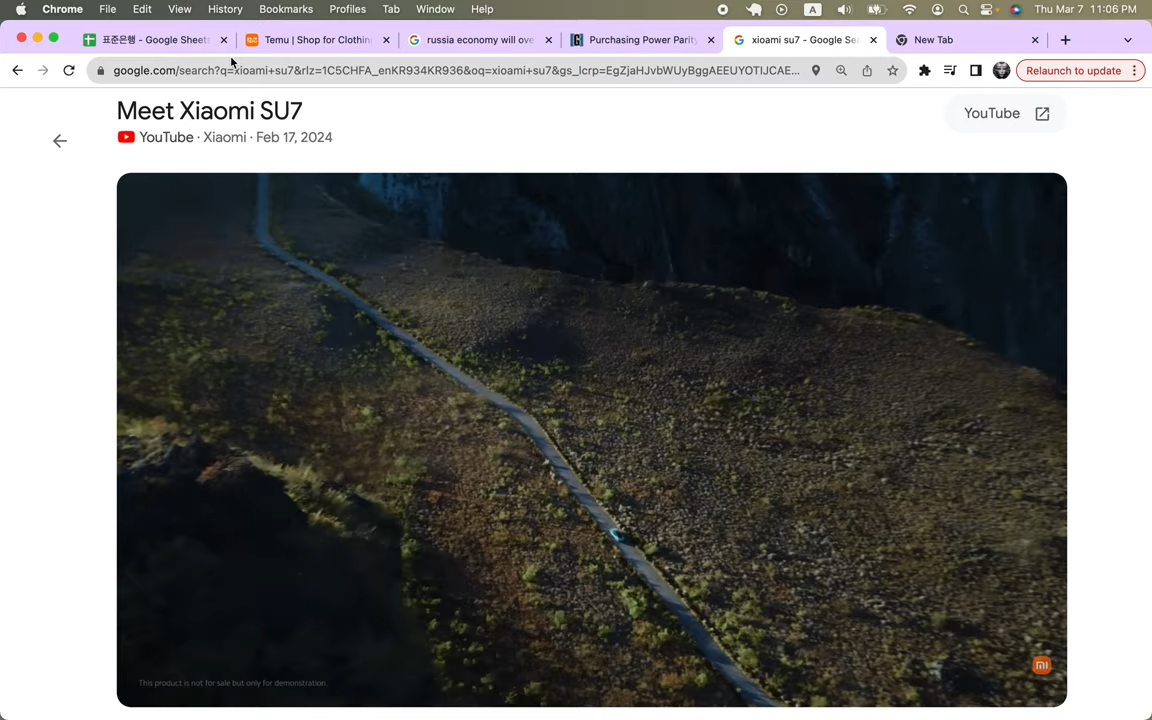 Chrome File Edit View History Bookmarks Profiles Tab Window Help A Thu Mar 7 11:06 PM
표준은행 - Google Sheets Temu | Shop for Clothin russia economy will ove Purchasing Power Parity xioami su7 - Google Sea New Tab
google.com/search?q=xioami+su7&rlz=1C5CHFA_enKR934KR936&oq=xioami+su7&gs_lcrp=EgZjaHJvbWUyBggAEEUYOTIJCAE... Relaunch to update
Meet Xiaomi SU7
YouTube
YouTube · Xiaomi · Feb 17, 2024
mi
This product is not for sale but only for demonstration.